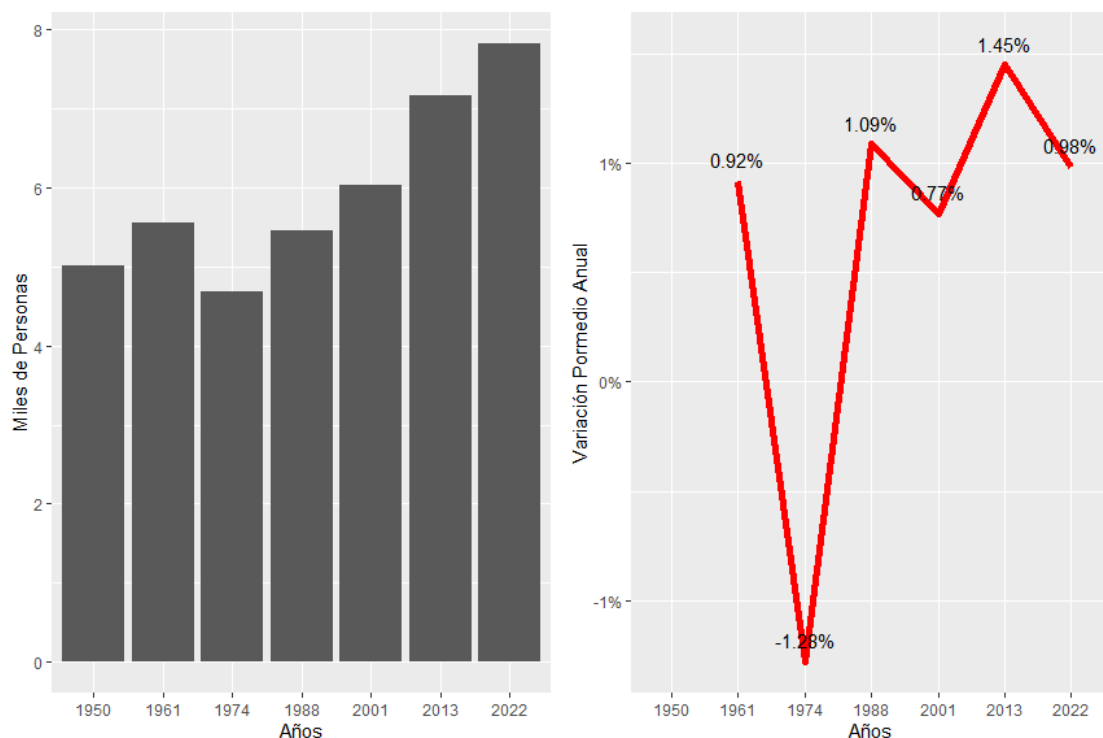 Miles de Personas
8
6
4
2
0
1950 1961 1974 1988 2001 2013 2022
Años
Variación Pormedio Anual
1%
0%
-1%
0.92%
-1.28%
1.09%
0.77%
1.45%
0.98%
1950 1961 1974 1988 2001 2013 2022
Años